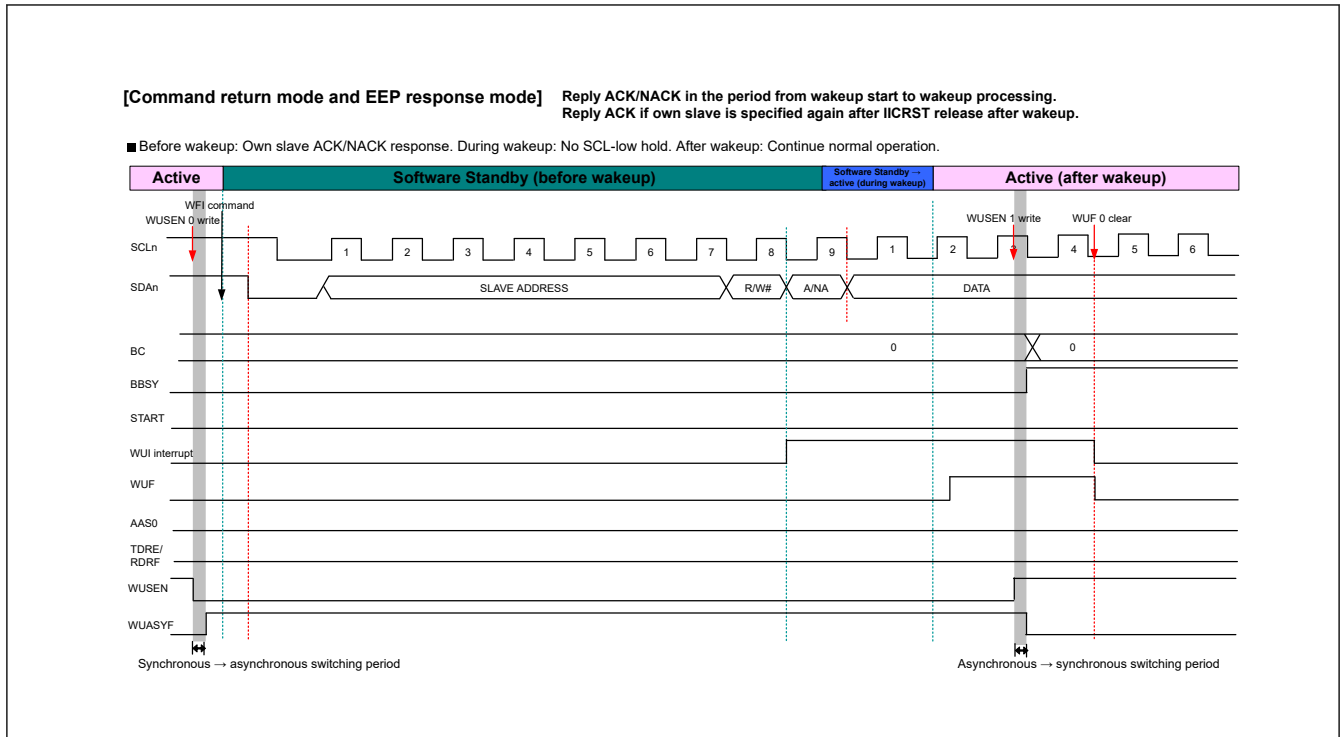 [Command return mode and EEP response mode] Reply ACK/NACK in the period from wakeup start to wakeup processing.
Reply ACK if own slave is specified again after IICRST release after wakeup.
■ Before wakeup: Own slave ACK/NACK response. During wakeup: No SCL-low hold. After wakeup: Continue normal operation.
Active Software Standby (before wakeup) Software Standby → active (during wakeup) Active (after wakeup)
WFI command
WUSEN 0 write WUSEN 1 write WUF 0 clear
SCLn 1 2 3 4 5 6 7 8 9 1 2 3 4 5 6
SDAn SLAVE ADDRESS R/W# A/NA DATA
BC 0 0
BBSY
START
WUI interrupt
WUF
AAS0
TDRE/
RDRF
WUSEN
WUASYF
Synchronous → asynchronous switching period Asynchronous → synchronous switching period